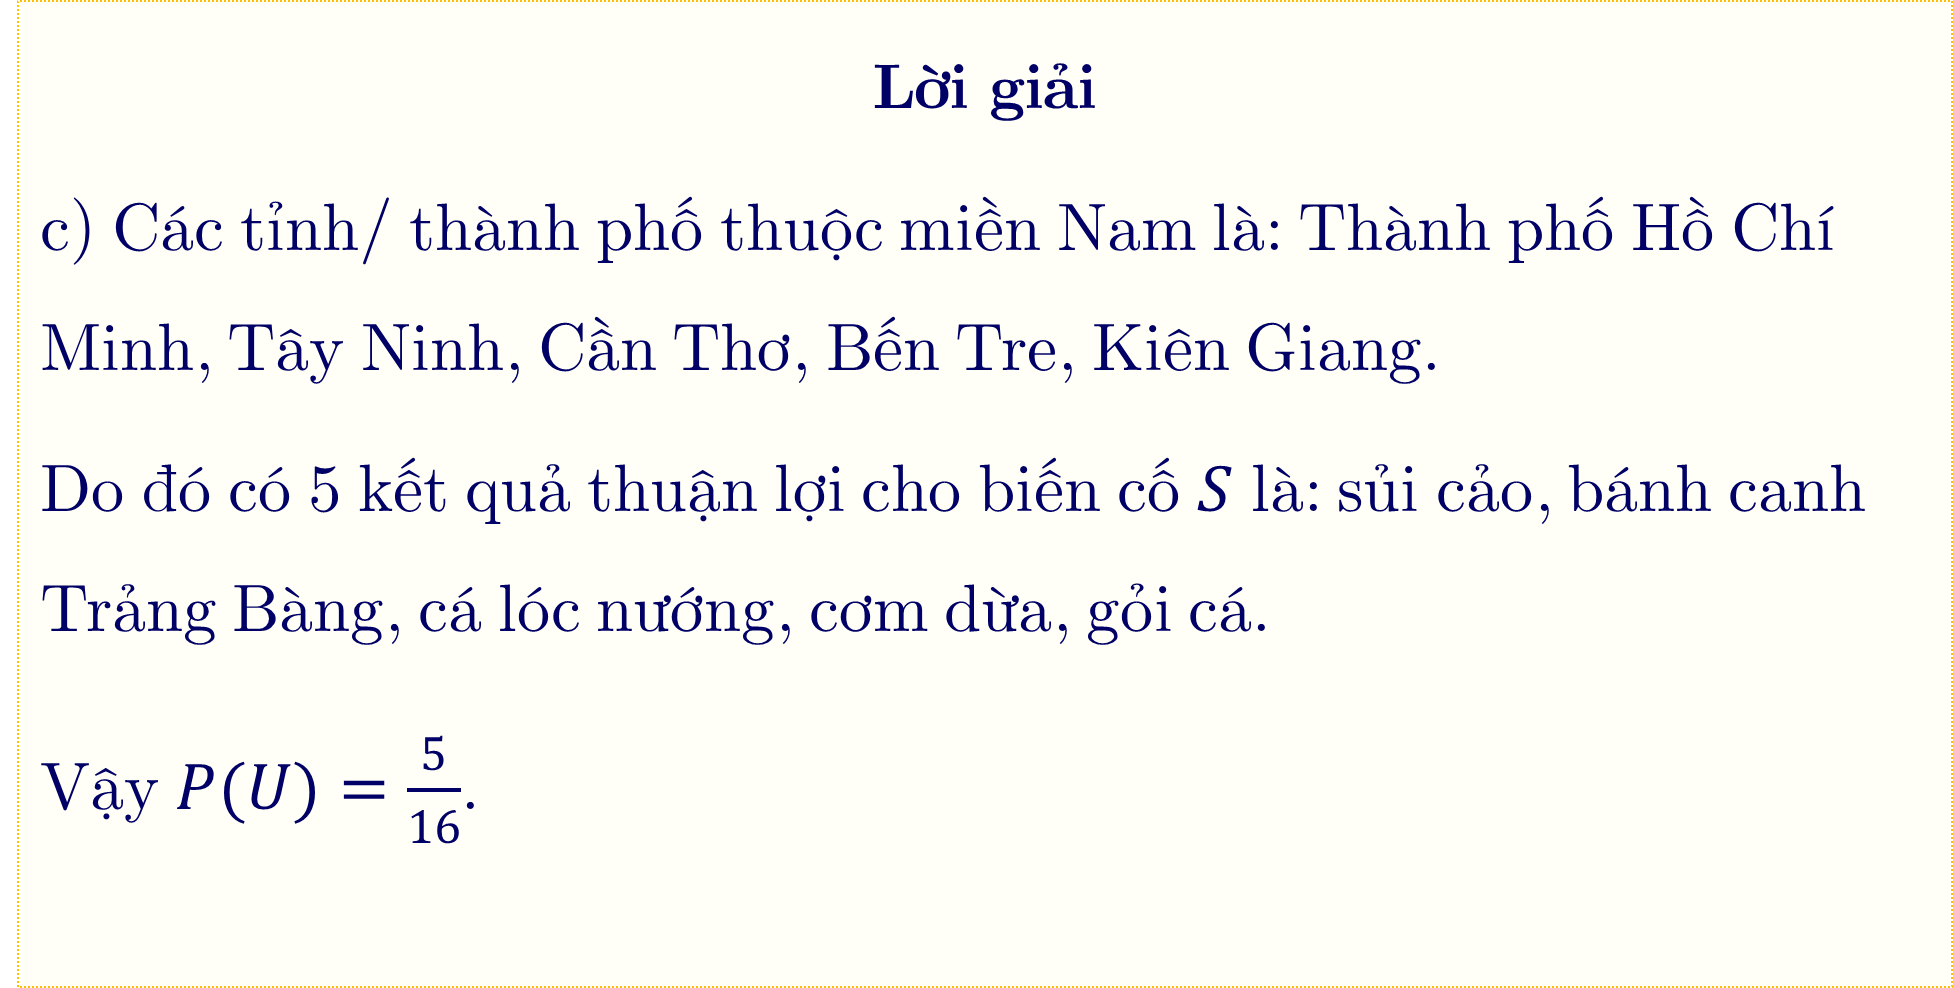 Lời giải
c) Các tỉnh/ thành phố thuộc miền Nam là: Thành phố Hồ Chí
Minh, Tây Ninh, Cần Thơ, Bến Tre, Kiên Giang.
Do đó có 5 kết quả thuận lợi cho biến cố S là: sủi cảo, bánh canh
Trảng Bàng, cá lóc nướng, cơm dừa, gỏi cá.
Vậy P(U) = 5/16.